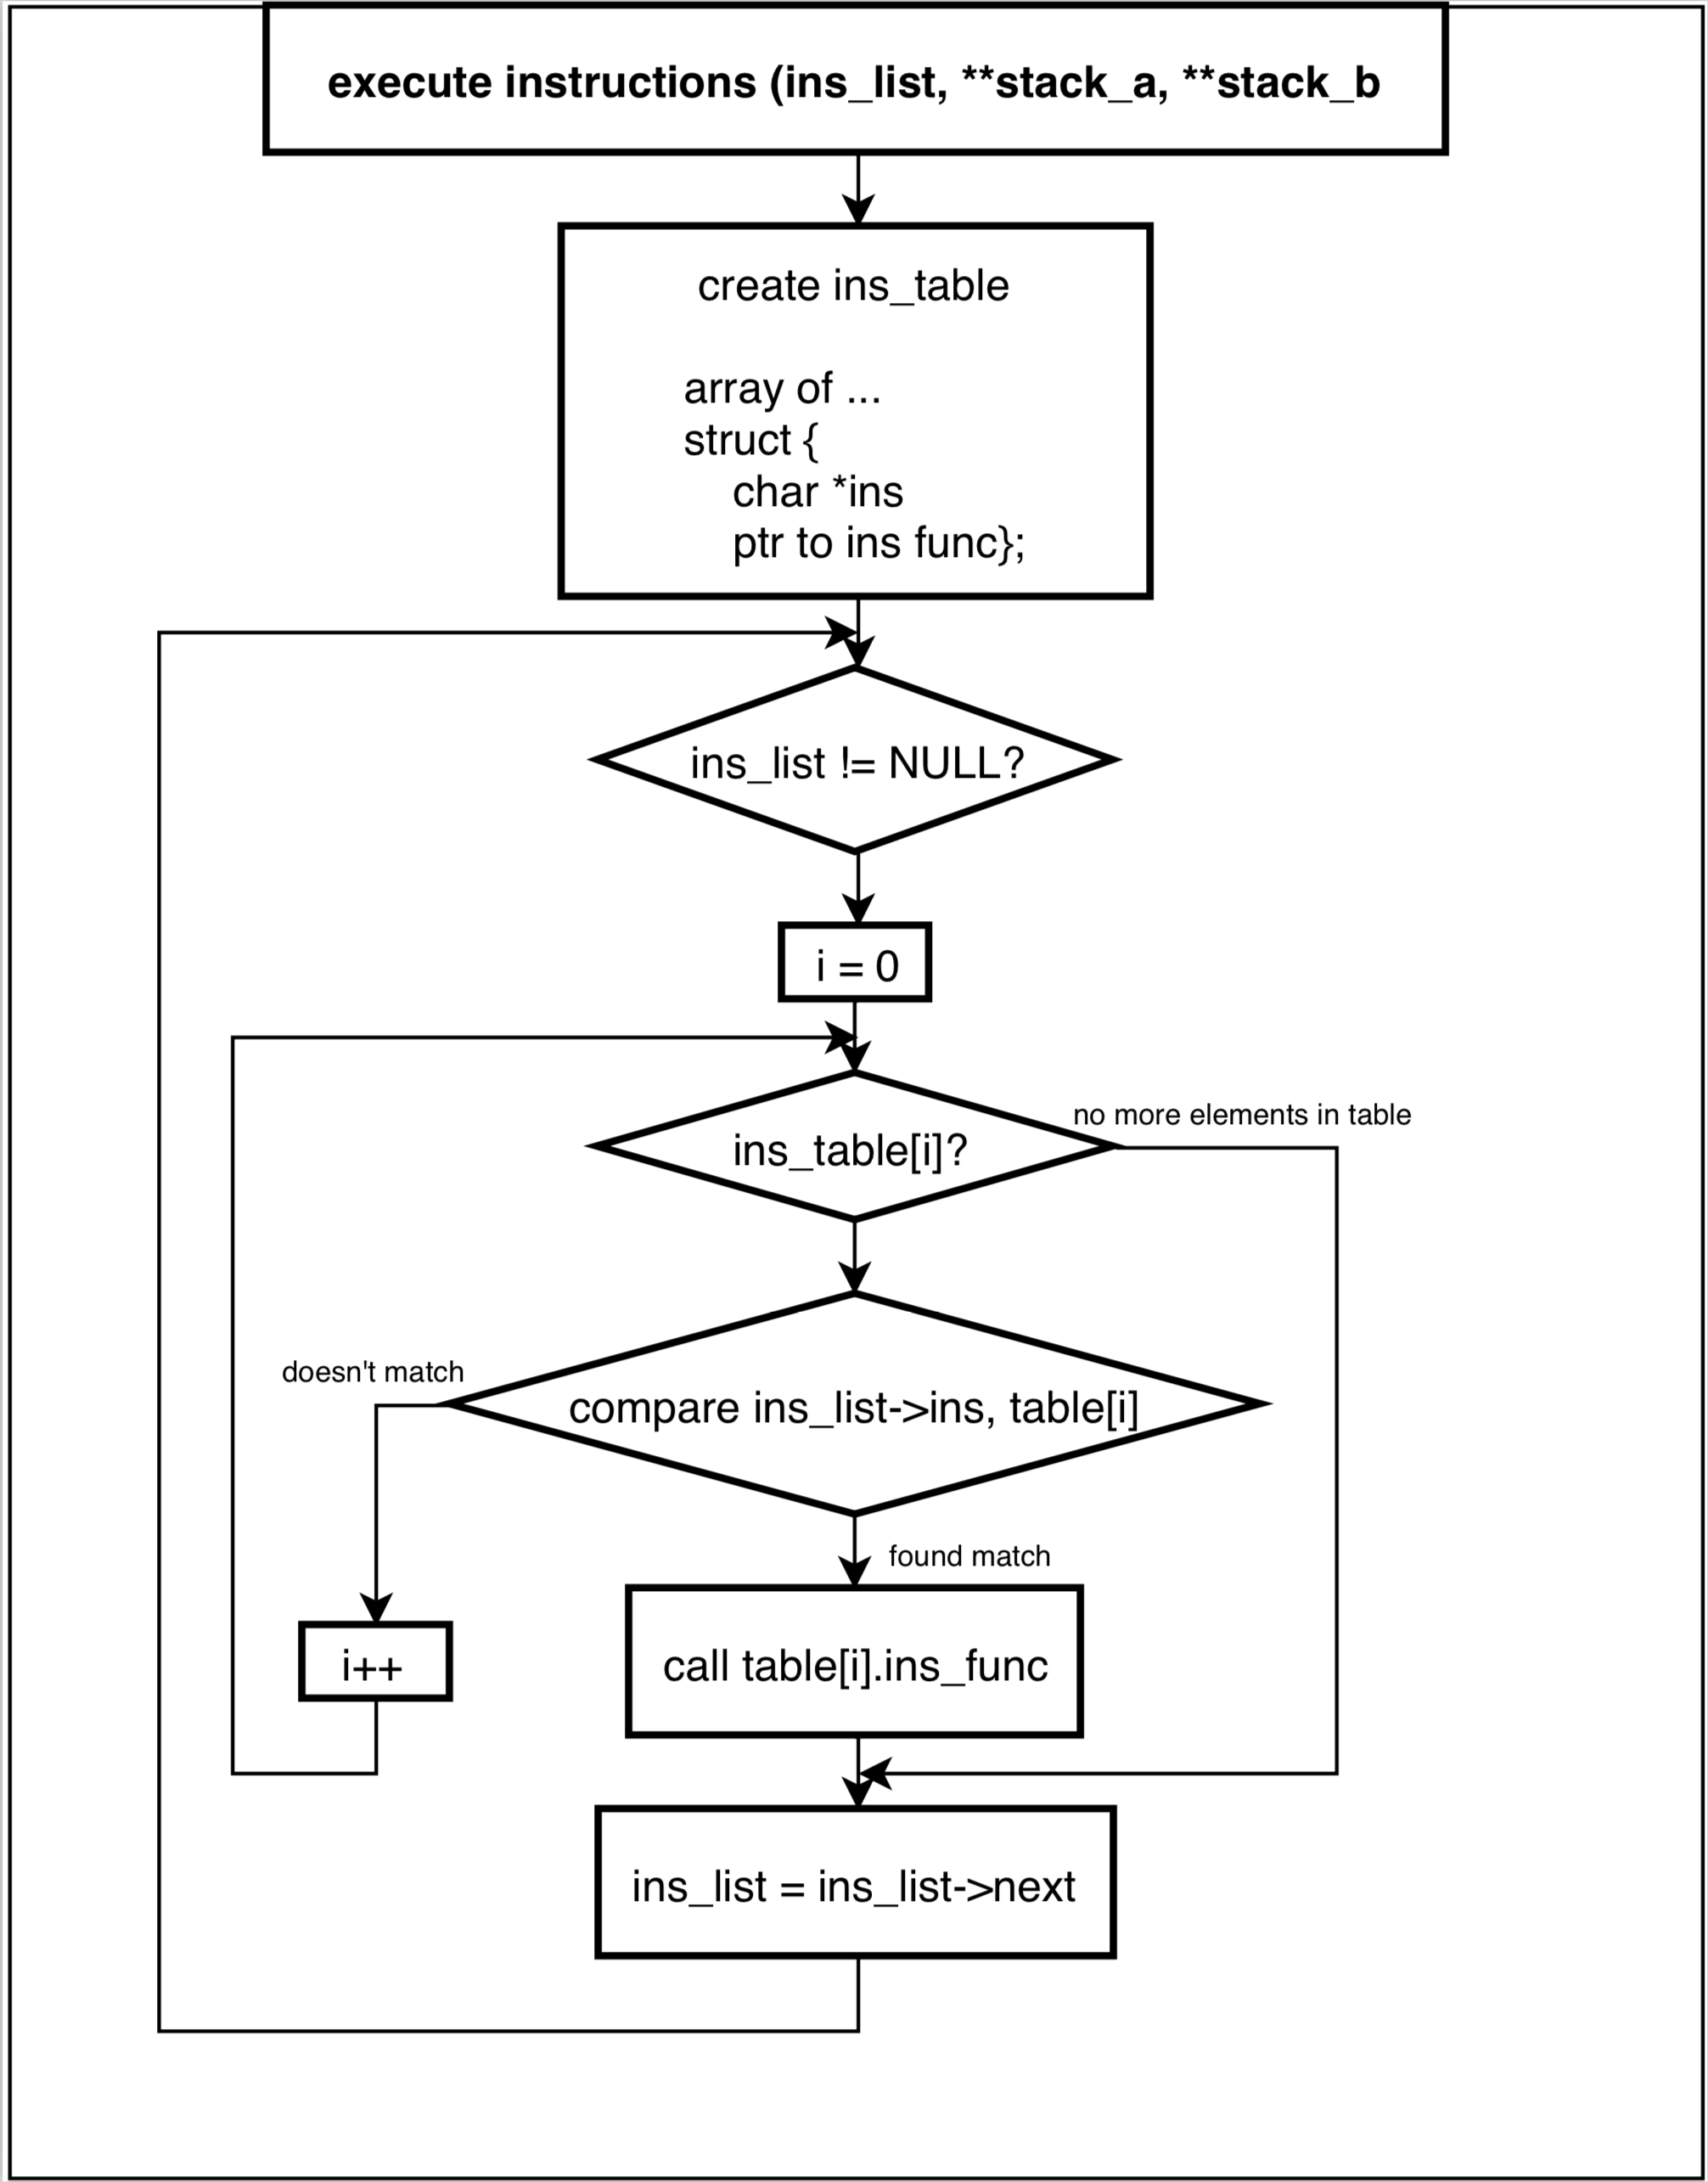 execute instructions (ins_list, **stack_a, **stack_b
create ins_table
array of ...
struct {
char *ins
ptr to ins func};
ins_list != NULL?
i = 0
no more elements in table
ins_table[i]?
doesn't match
compare ins_list->ins, table[i]
found match
i++
call table[i].ins_func
ins_list = ins_list->next